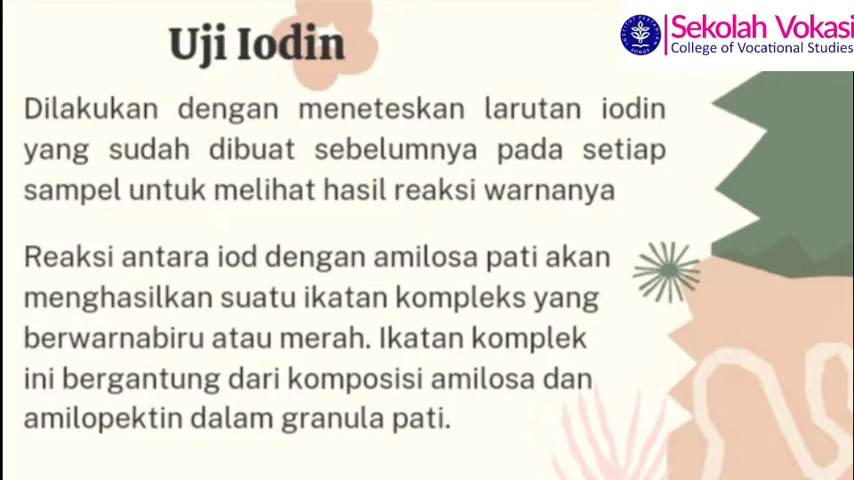 Uji Iodin
Sekolah Vokasi
College of Vocational Studies
Dilakukan dengan meneteskan larutan iodin
yang sudah dibuat sebelumnya pada setiap
sampel untuk melihat hasil reaksi warnanya
Reaksi antara iod dengan amilosa pati akan
menghasilkan suatu ikatan kompleks yang
berwarnabiru atau merah. Ikatan komplek
ini bergantung dari komposisi amilosa dan
amilopektin dalam granula pati.